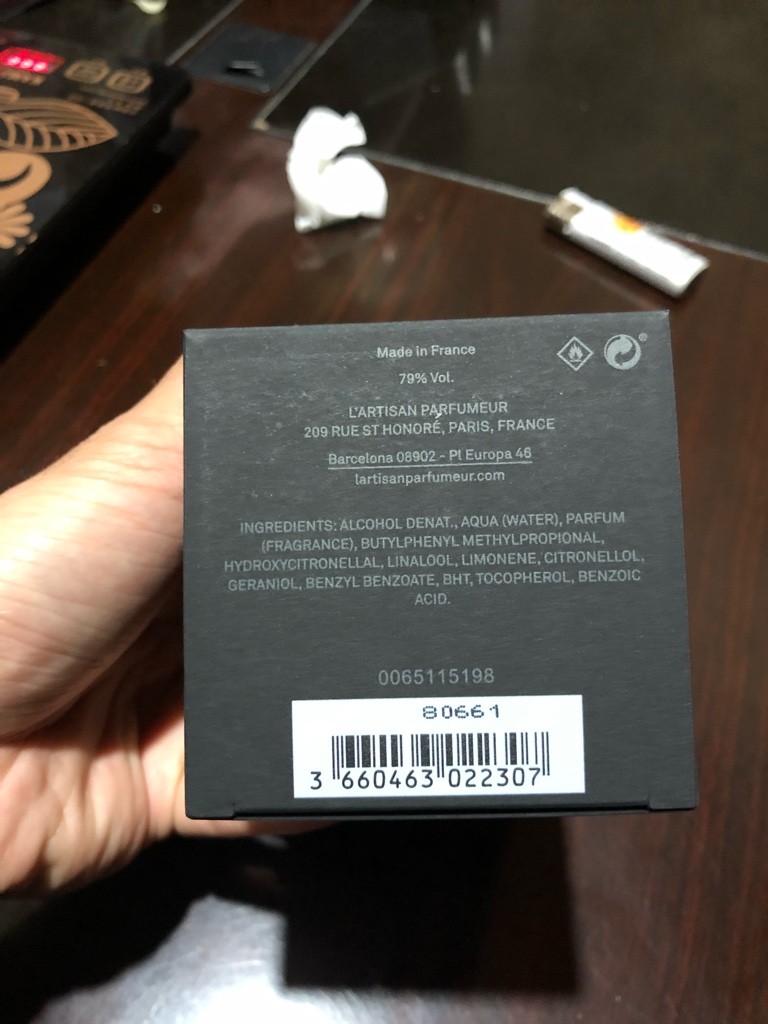 Made in France
79% Vol.
L'ARTISAN PARFUMEUR
209 RUE ST HONORÉ, PARIS, FRANCE
Barcelona 08902 - Pl Europa 46
lartisanparfumeur.com
INGREDIENTS: ALCOHOL DENAT., AQUA (WATER), PARFUM
(FRAGRANCE), BUTYLPHENYL METHYLPROPIONAL,
HYDROXYCITRONELLAL, LINALOOL, LIMONENE, CITRONELLOL,
GERANIOL, BENZYL BENZOATE, BHT, TOCOPHEROL, BENZOIC
ACID.
0065115198
80661
3 660463 022307